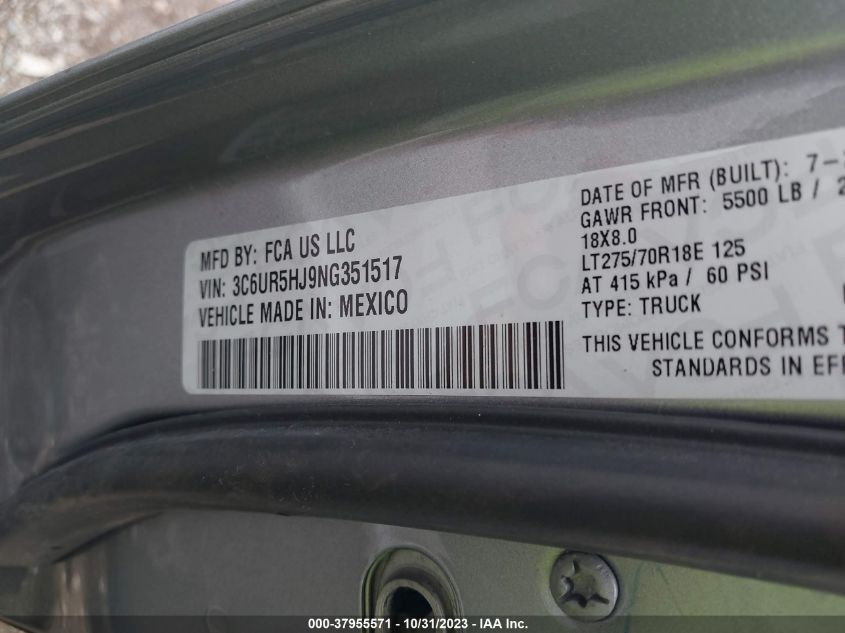 MFD BY: FCA US LLC
VIN: 3C6UR5HJ9NG351517
VEHICLE MADE IN: MEXICO
DATE OF MFR (BUILT): 7-
GAWR FRONT: 5500 LB / 2
18X8.0
LT275/70R18E 125
AT 415 kPa / 60 PSI
TYPE: TRUCK
THIS VEHICLE CONFORMS T
STANDARDS IN EFF
000-37955571 - 10/31/2023 - IAA Inc.